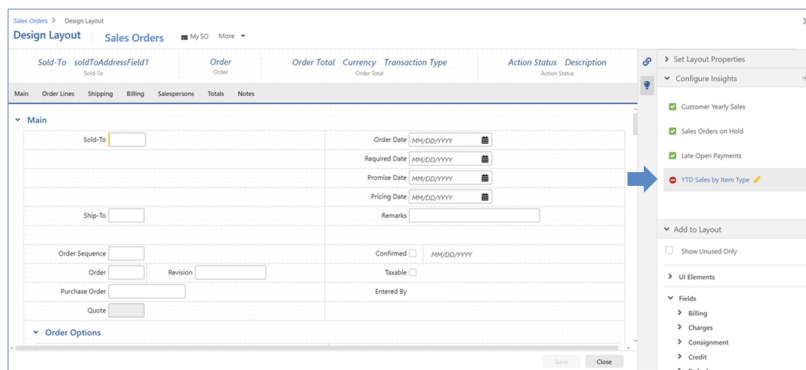 Sales Orders > Design Layout
Design Layout Sales Orders My SO More
Sold-To soldToAddressField1 Order Order Total Currency Transaction Type Action Status Description
Sold-To Order Order Total Action Status
Main Order Lines Shipping Billing Salespersons Totals Notes
Main
Sold-To Order Date MM/DD/YYYY
Required Date MM/DD/YYYY
Promise Date MM/DD/YYYY
Pricing Date MM/DD/YYYY
Ship-To Remarks
Order Sequence Confirmed MM/DD/YYYY
Order Revision Taxable
Purchase Order Entered By
Quote
Order Options
Save Close
Set Layout Properties
Configure Insights
Customer Yearly Sales
Sales Orders on Hold
Late Open Payments
YTD Sales by Item Type
Add to Layout
Show Unused Only
UI Elements
Fields
Billing
Charges
Consignment
Credit